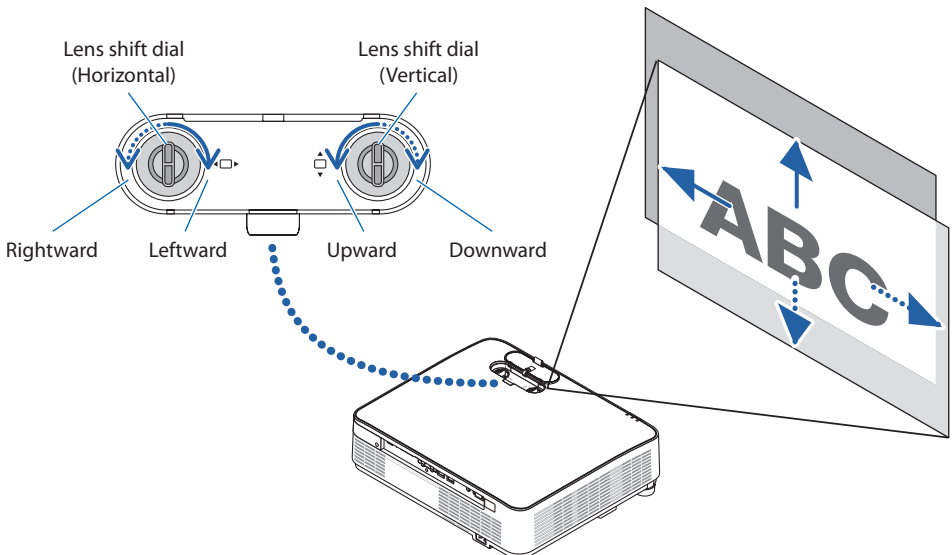 Lens shift dial
(Horizontal)
Lens shift dial
(Vertical)
Rightward
Leftward
Upward
Downward
ABC